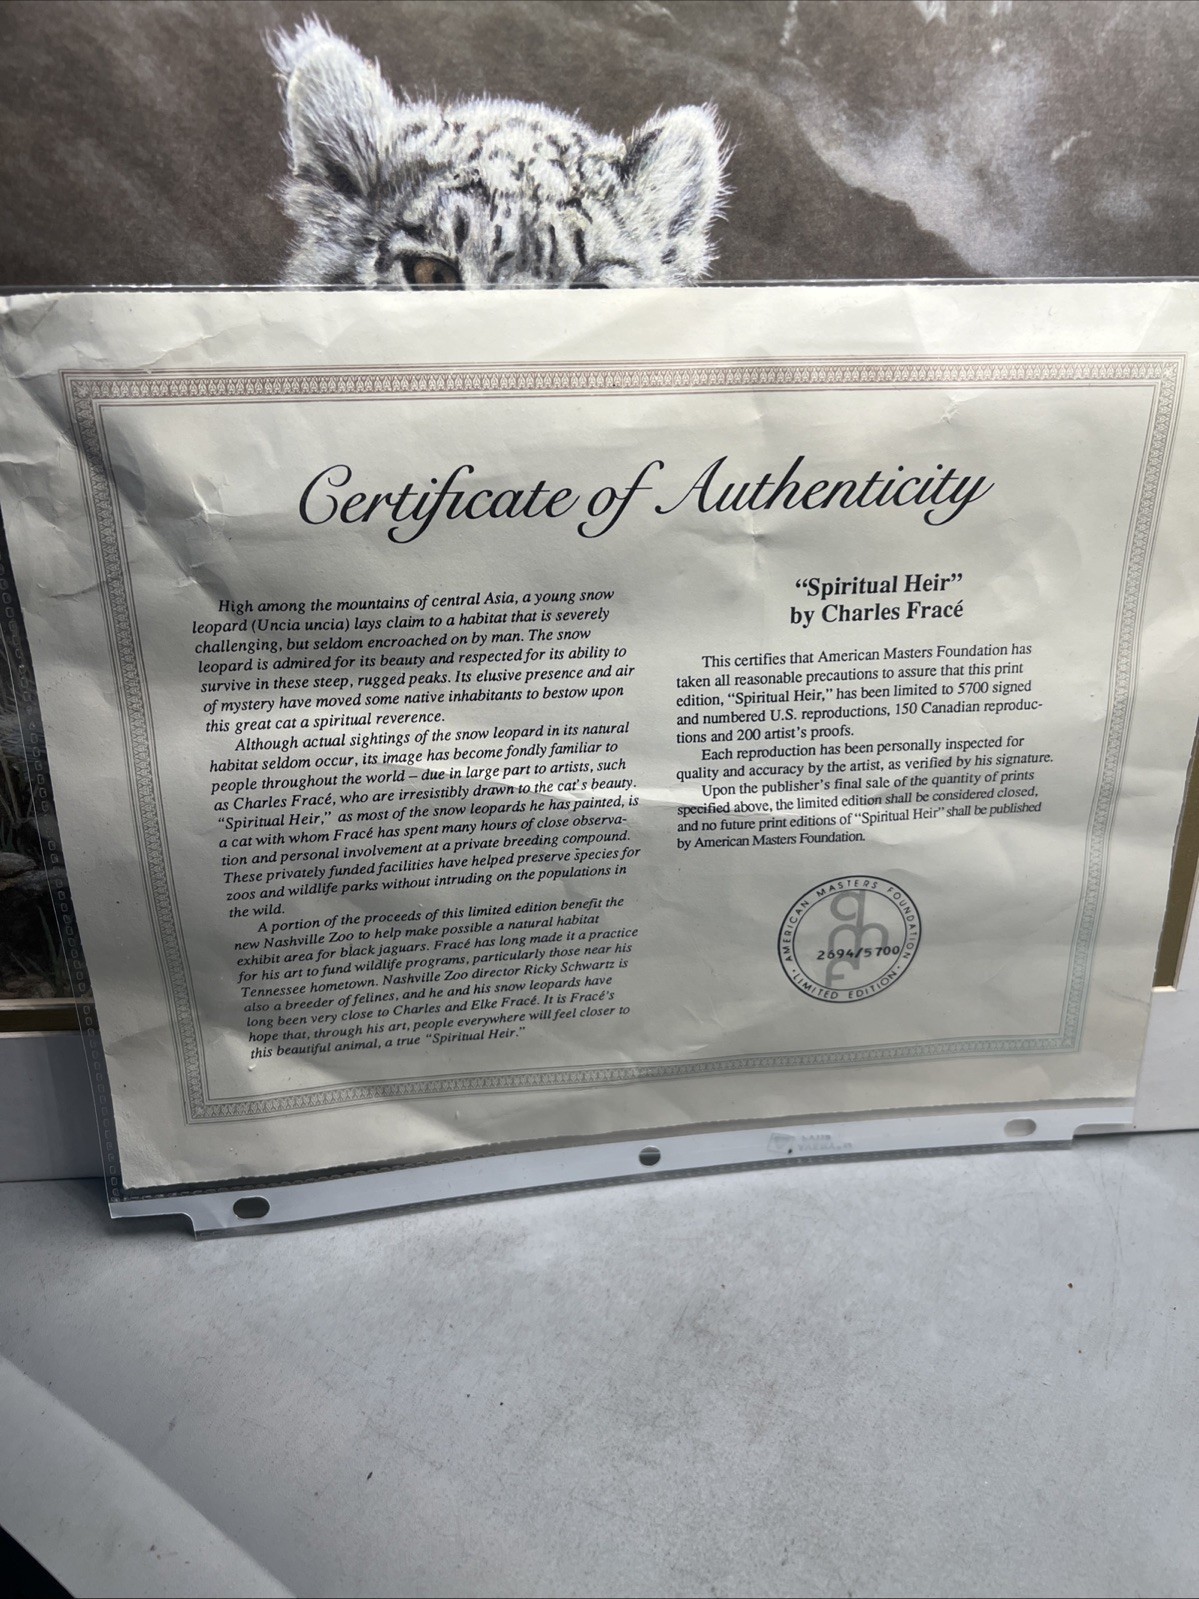 Certificate of Authenticity
High among the mountains of central Asia, a young snow
leopard (Uncia uncia) lays claim to a habitat that is severely
challenging, but seldom encroached on by man. The snow
leopard is admired for its beauty and respected for its ability to
survive in these steep, rugged peaks. Its elusive presence and air
of mystery have moved some native inhabitants to bestow upon
this great cat a spiritual reverence.
Although actual sightings of the snow leopard in its natural
habitat seldom occur, its image has become fondly familiar to
people throughout the world – due in large part to artists, such
as Charles Fracé, who are irresistibly drawn to the cat's beauty.
"Spiritual Heir," as most of the snow leopards he has painted, is
a cat with whom Fracé has spent many hours of close observa-
tion and personal involvement at a private breeding compound.
These privately funded facilities have helped preserve species for
zoos and wildlife parks without intruding on the populations in
the wild.
A portion of the proceeds of this limited edition benefit the
new Nashville Zoo to help make possible a natural habitat
exhibit area for black jaguars. Fracé has long made it a practice
for his art to fund wildlife programs, particularly those near his
Tennessee hometown. Nashville Zoo director Ricky Schwartz is
also a breeder of felines, and he and his snow leopards have
long been very close to Charles and Elke Fracé. It is Fracé's
hope that, through his art, people everywhere will feel closer to
this beautiful animal, a true "Spiritual Heir."
“Spiritual Heir”
by Charles Fracé
This certifies that American Masters Foundation has
taken all reasonable precautions to assure that this print
edition, “Spiritual Heir,” has been limited to 5700 signed
and numbered U.S. reproductions, 150 Canadian reproduc-
tions and 200 artist’s proofs.
Each reproduction has been personally inspected for
quality and accuracy by the artist, as verified by his signature.
Upon the publisher’s final sale of the quantity of prints
specified above, the limited edition shall be considered closed,
and no future print editions of “Spiritual Heir” shall be published
by American Masters Foundation.
AMERICAN MASTERS FOUNDATION
amf
2694/5700
· LIMITED EDITION ·